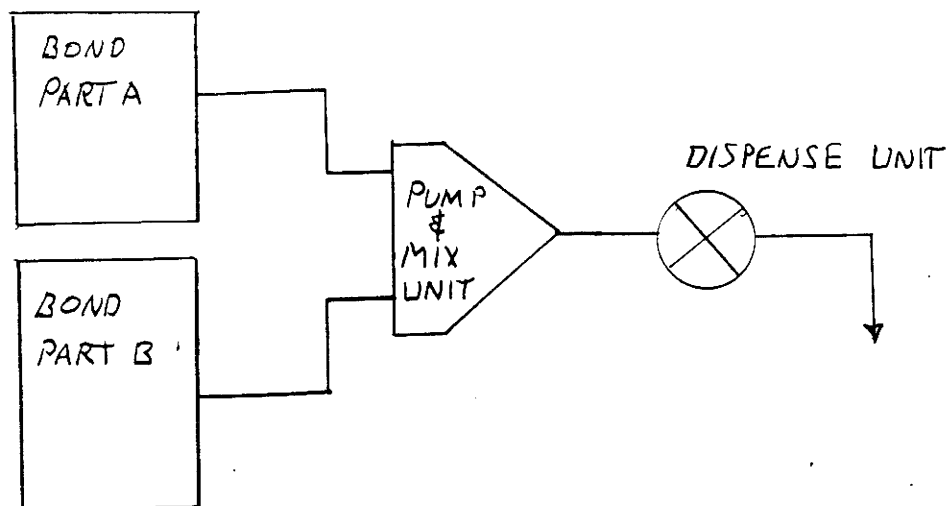 BOND
PART A
DISPENSE UNIT
PUMP
&
MIX
UNIT
BOND
PART B